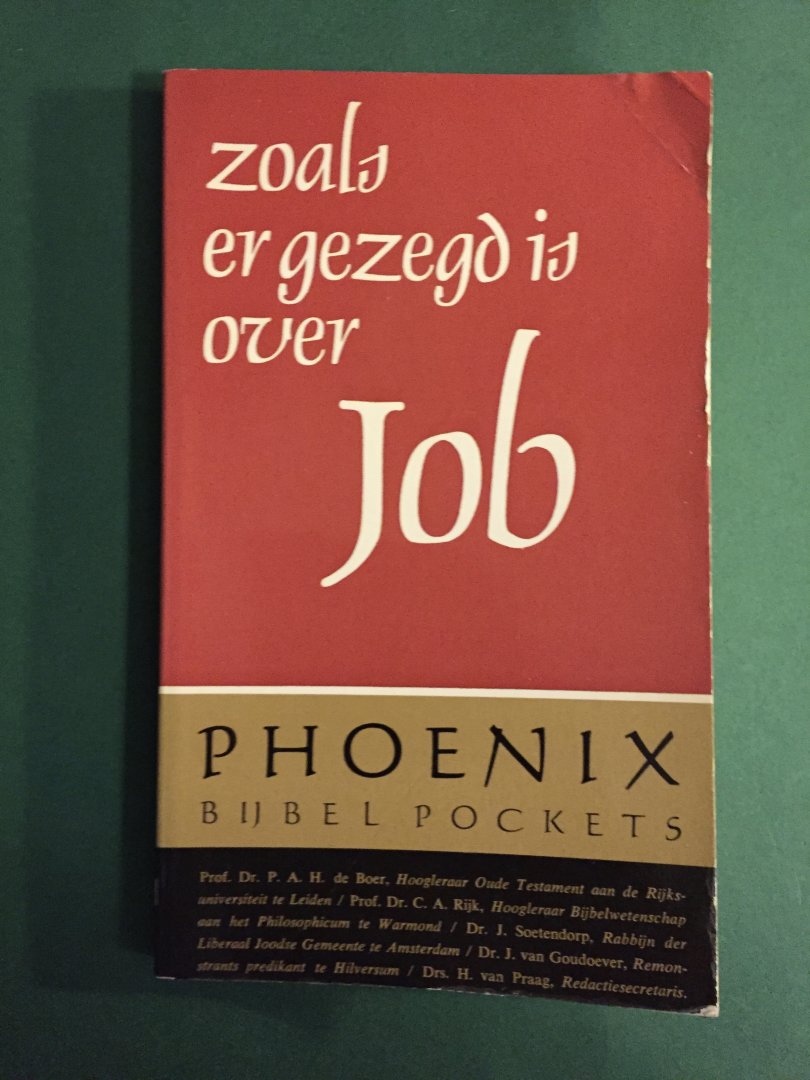 zoals
er gezegd is
over
Job
PHOENIX
BIJBEL POCKETS
Prof. Dr. P. A. H. de Boer, Hoogleraar Oude Testament aan de Rijks-
universiteit te Leiden / Prof. Dr. C. A. Rijk, Hoogleraar Bijbelwetenschap
aan het Philosophicum te Warmond / Dr. J. Soetendorp, Rabbijn der
Liberaal Joodse Gemeente te Amsterdam / Dr. J. van Goudoever, Remon-
strants predikant te Hilversum / Drs. H. van Praag, Redactiesecretaris.